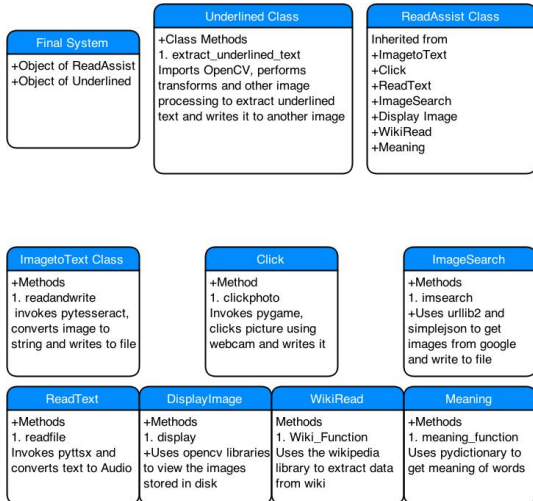 Final System
+Object of ReadAssist
+Object of Underlined
Underlined Class
+Class Methods
1. extract_underlined_text
Imports OpenCV, performs
transforms and other image
processing to extract underlined
text and writes it to another image
ReadAssist Class
Inherited from
+ImagetoText
+Click
+ReadText
+ImageSearch
+Display Image
+WikiRead
+Meaning
ImagetoText Class
+Methods
1. readandwrite
invokes pytesseract,
converts image to
string and writes to file
Click
+Method
1. clickphoto
Invokes pygame,
clicks picture using
webcam and writes it
ImageSearch
+Methods
1. imsearch
+Uses urllib2 and
simplejson to get
images from google
and write to file
ReadText
+Methods
1. readfile
Invokes pyttsx and
converts text to Audio
DisplayImage
+Methods
1. display
+Uses opencv libraries
to view the images
stored in disk
WikiRead
Methods
1. Wiki_Function
Uses the wikipedia
library to extract data
from wiki
Meaning
+Methods
1. meaning_function
Uses pydictionary to
get meaning of words